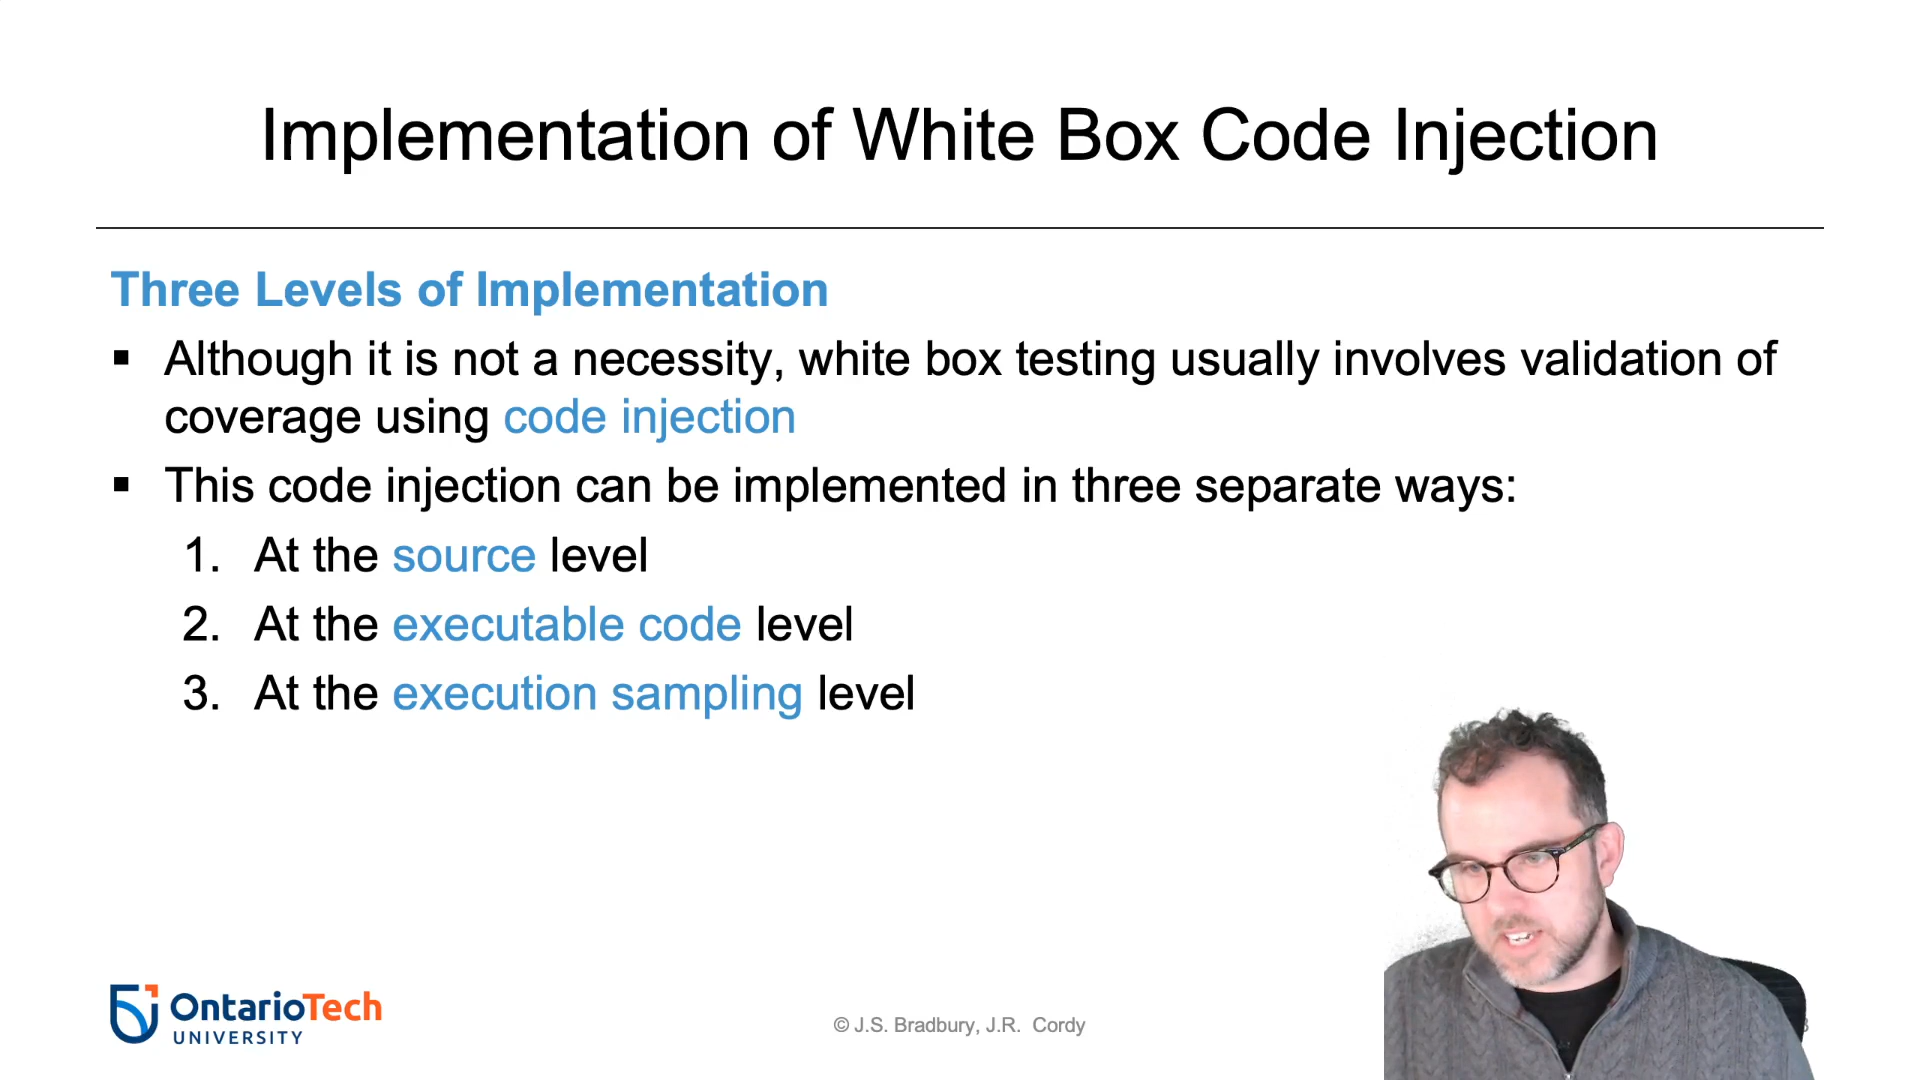 Implementation of White Box Code Injection
Three Levels of Implementation
▪ Although it is not a necessity, white box testing usually involves validation of
coverage using code injection
▪ This code injection can be implemented in three separate ways:
1. At the source level
2. At the executable code level
3. At the execution sampling level
OntarioTech
UNIVERSITY
© J.S. Bradbury, J.R. Cordy